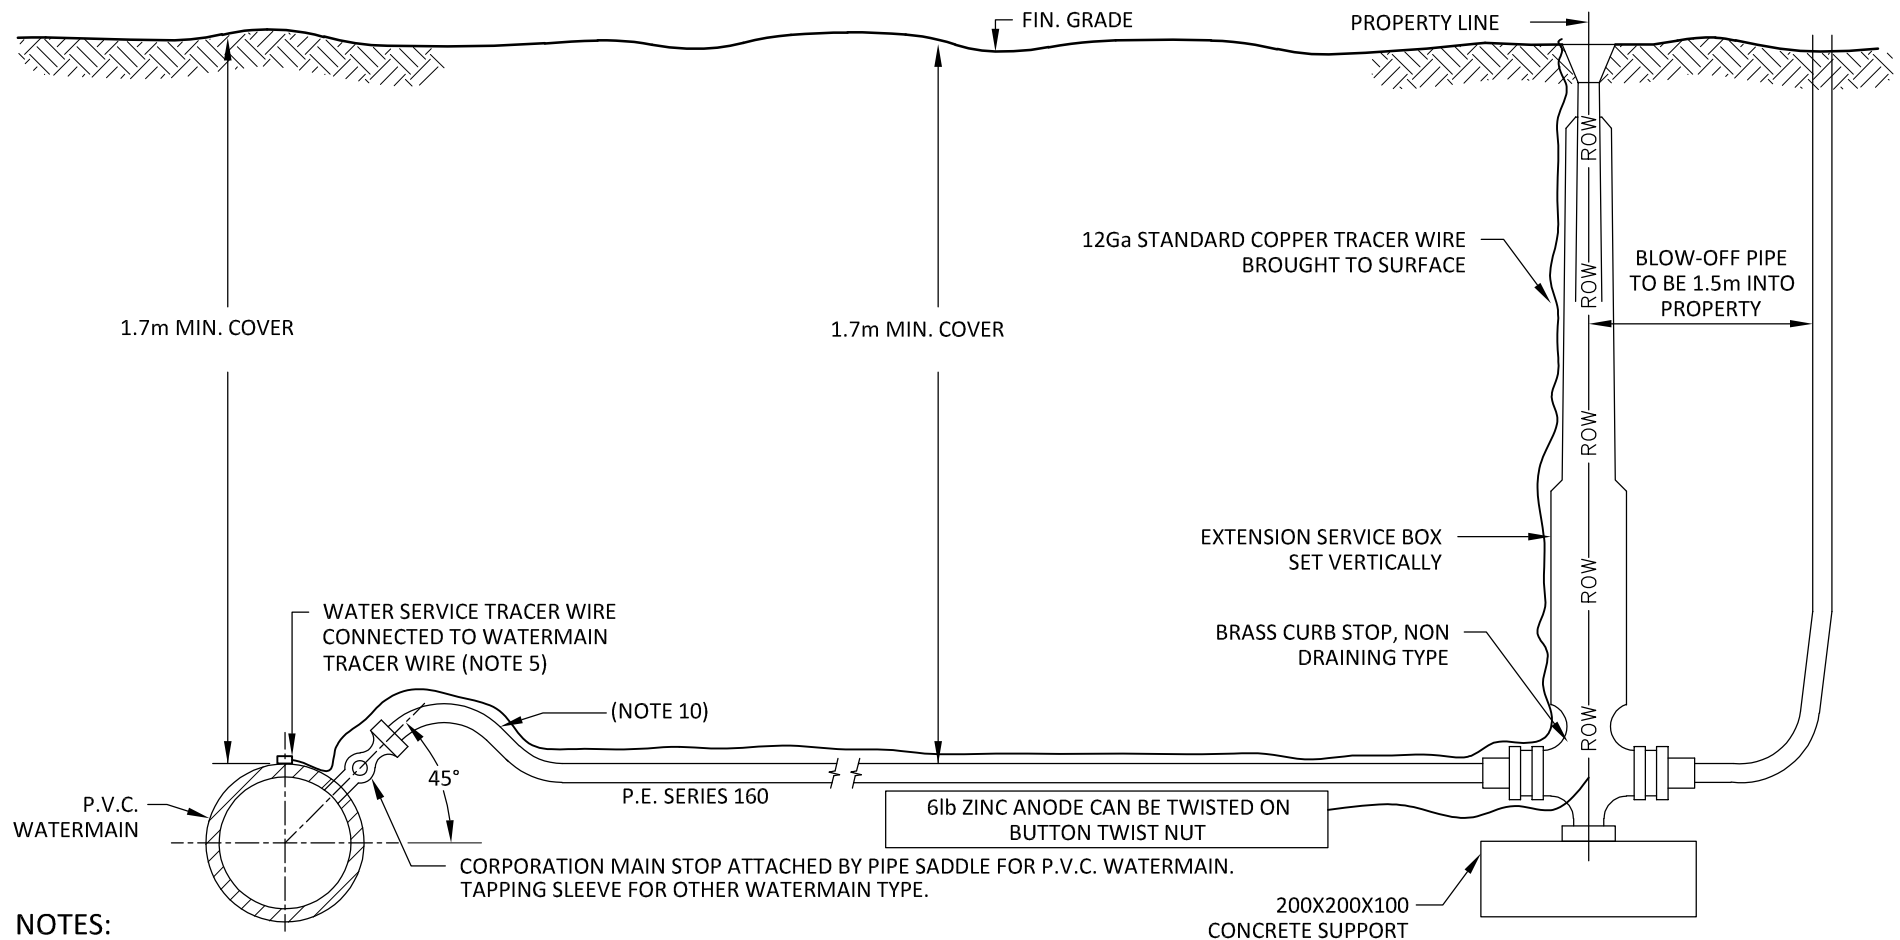 FIN. GRADE
PROPERTY LINE
ROW
12Ga STANDARD COPPER TRACER WIRE
BROUGHT TO SURFACE
BLOW-OFF PIPE
TO BE 1.5m INTO
PROPERTY
ROW
1.7m MIN. COVER
1.7m MIN. COVER
ROW
EXTENSION SERVICE BOX
SET VERTICALLY
ROW
WATER SERVICE TRACER WIRE
CONNECTED TO WATERMAIN
TRACER WIRE (NOTE 5)
BRASS CURB STOP, NON
DRAINING TYPE
(NOTE 10)
ROW
45°
P.E. SERIES 160
P.V.C.
WATERMAIN
6lb ZINC ANODE CAN BE TWISTED ON
BUTTON TWIST NUT
CORPORATION MAIN STOP ATTACHED BY PIPE SADDLE FOR P.V.C. WATERMAIN.
TAPPING SLEEVE FOR OTHER WATERMAIN TYPE.
200X200X100
CONCRETE SUPPORT
NOTES: